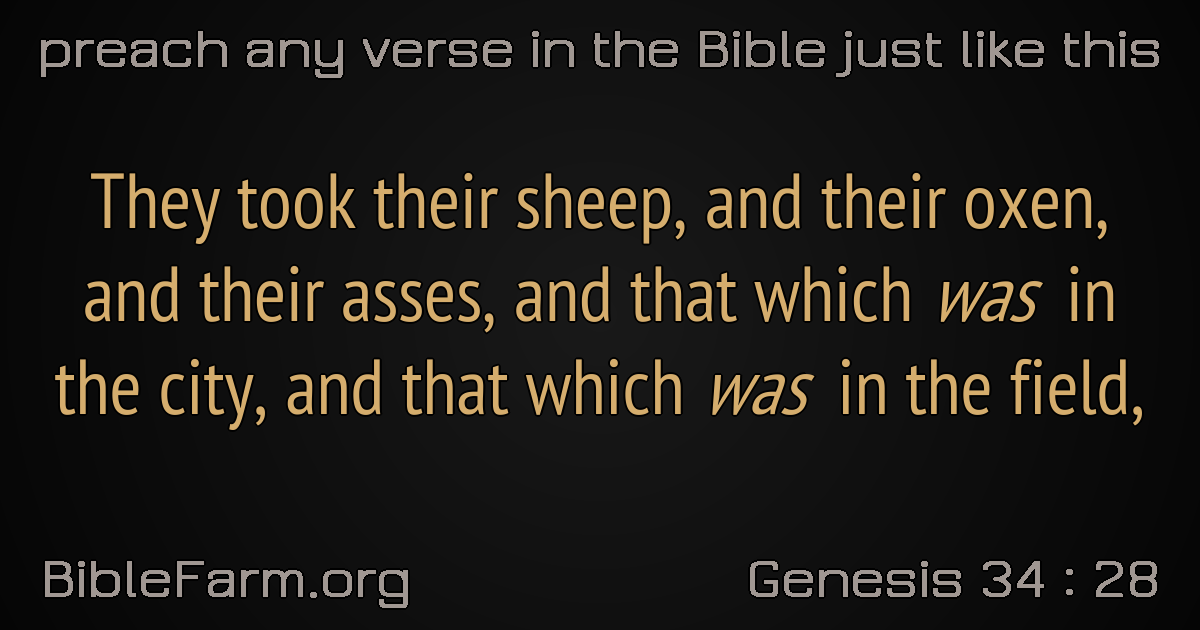 preach any verse in the Bible just like this
They took their sheep, and their oxen,
and their asses, and that which was in
the city, and that which was in the field,
BibleFarm.org
Genesis 34 : 28